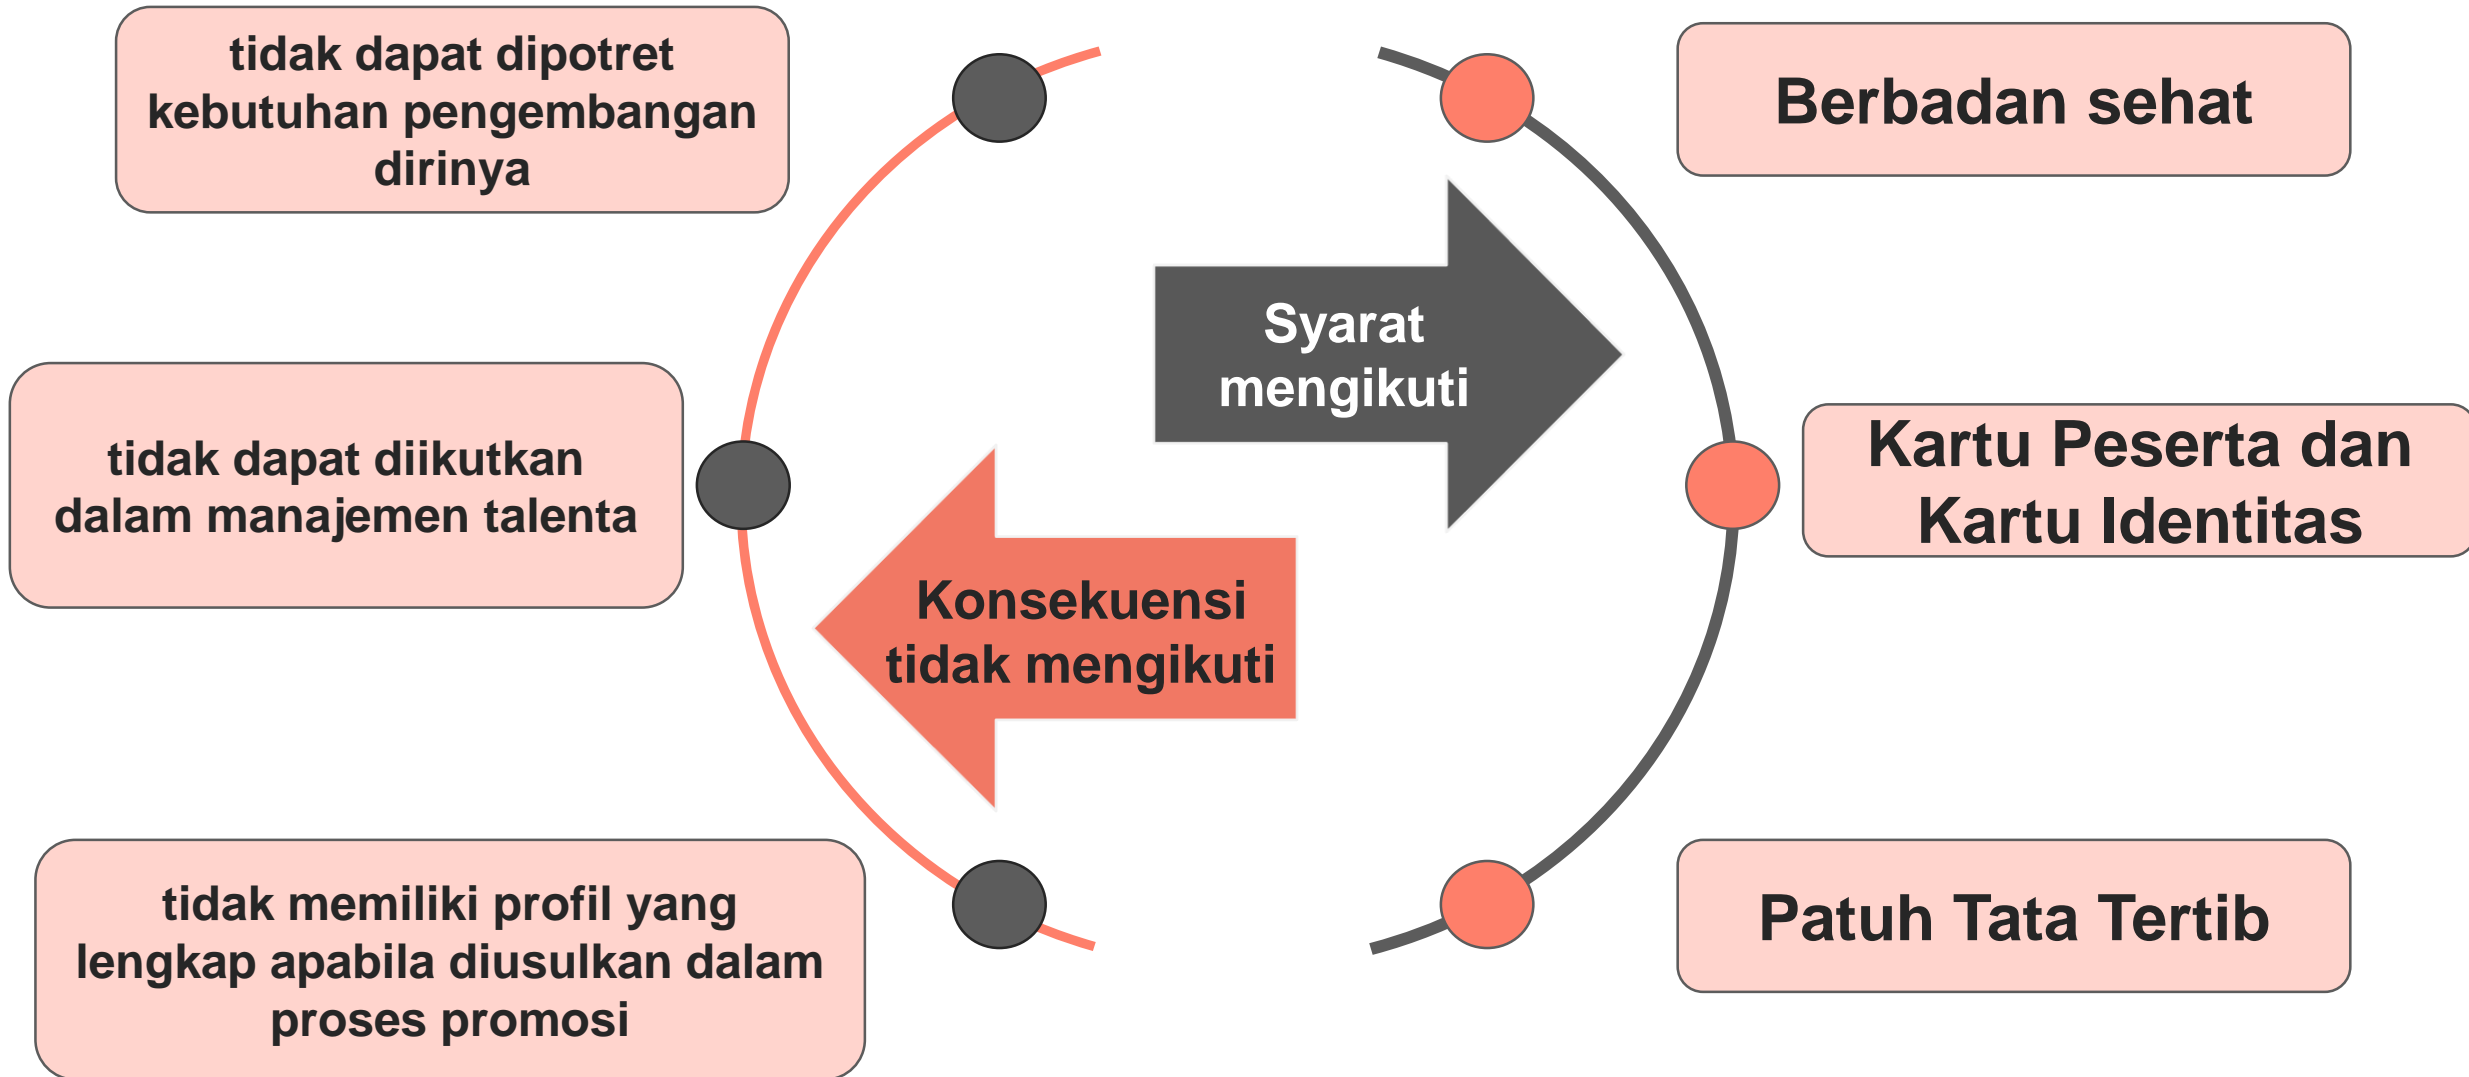 tidak dapat dipotret
kebutuhan pengembangan
dirinya
tidak dapat diikutkan
dalam manajemen talenta
tidak memiliki profil yang
lengkap apabila diusulkan dalam
proses promosi
Konsekuensi
tidak mengikuti
Syarat
mengikuti
Berbadan sehat
Kartu Peserta dan
Kartu Identitas
Patuh Tata Tertib